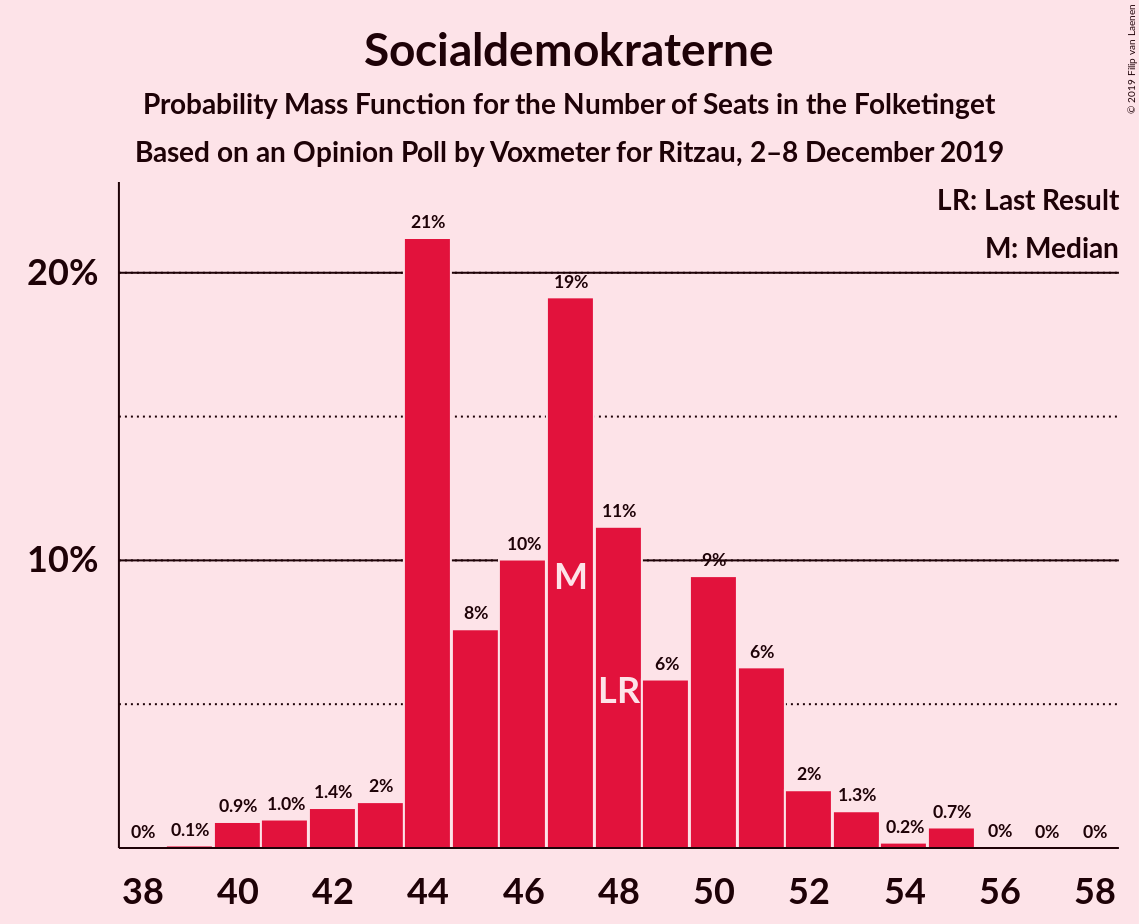 Socialdemokraterne
Probability Mass Function for the Number of Seats in the Folketinget
Based on an Opinion Poll by Voxmeter for Ritzau, 2–8 December 2019
© 2019 Filip van Laenen
LR: Last Result
M: Median
20%
10%
0%
0.1%
0.9%
1.0%
1.4%
2%
21%
8%
10%
19%
11%
6%
9%
6%
2%
1.3%
0.2%
0.7%
0%
0%
0%
M
LR
38 40 42 44 46 48 50 52 54 56 58